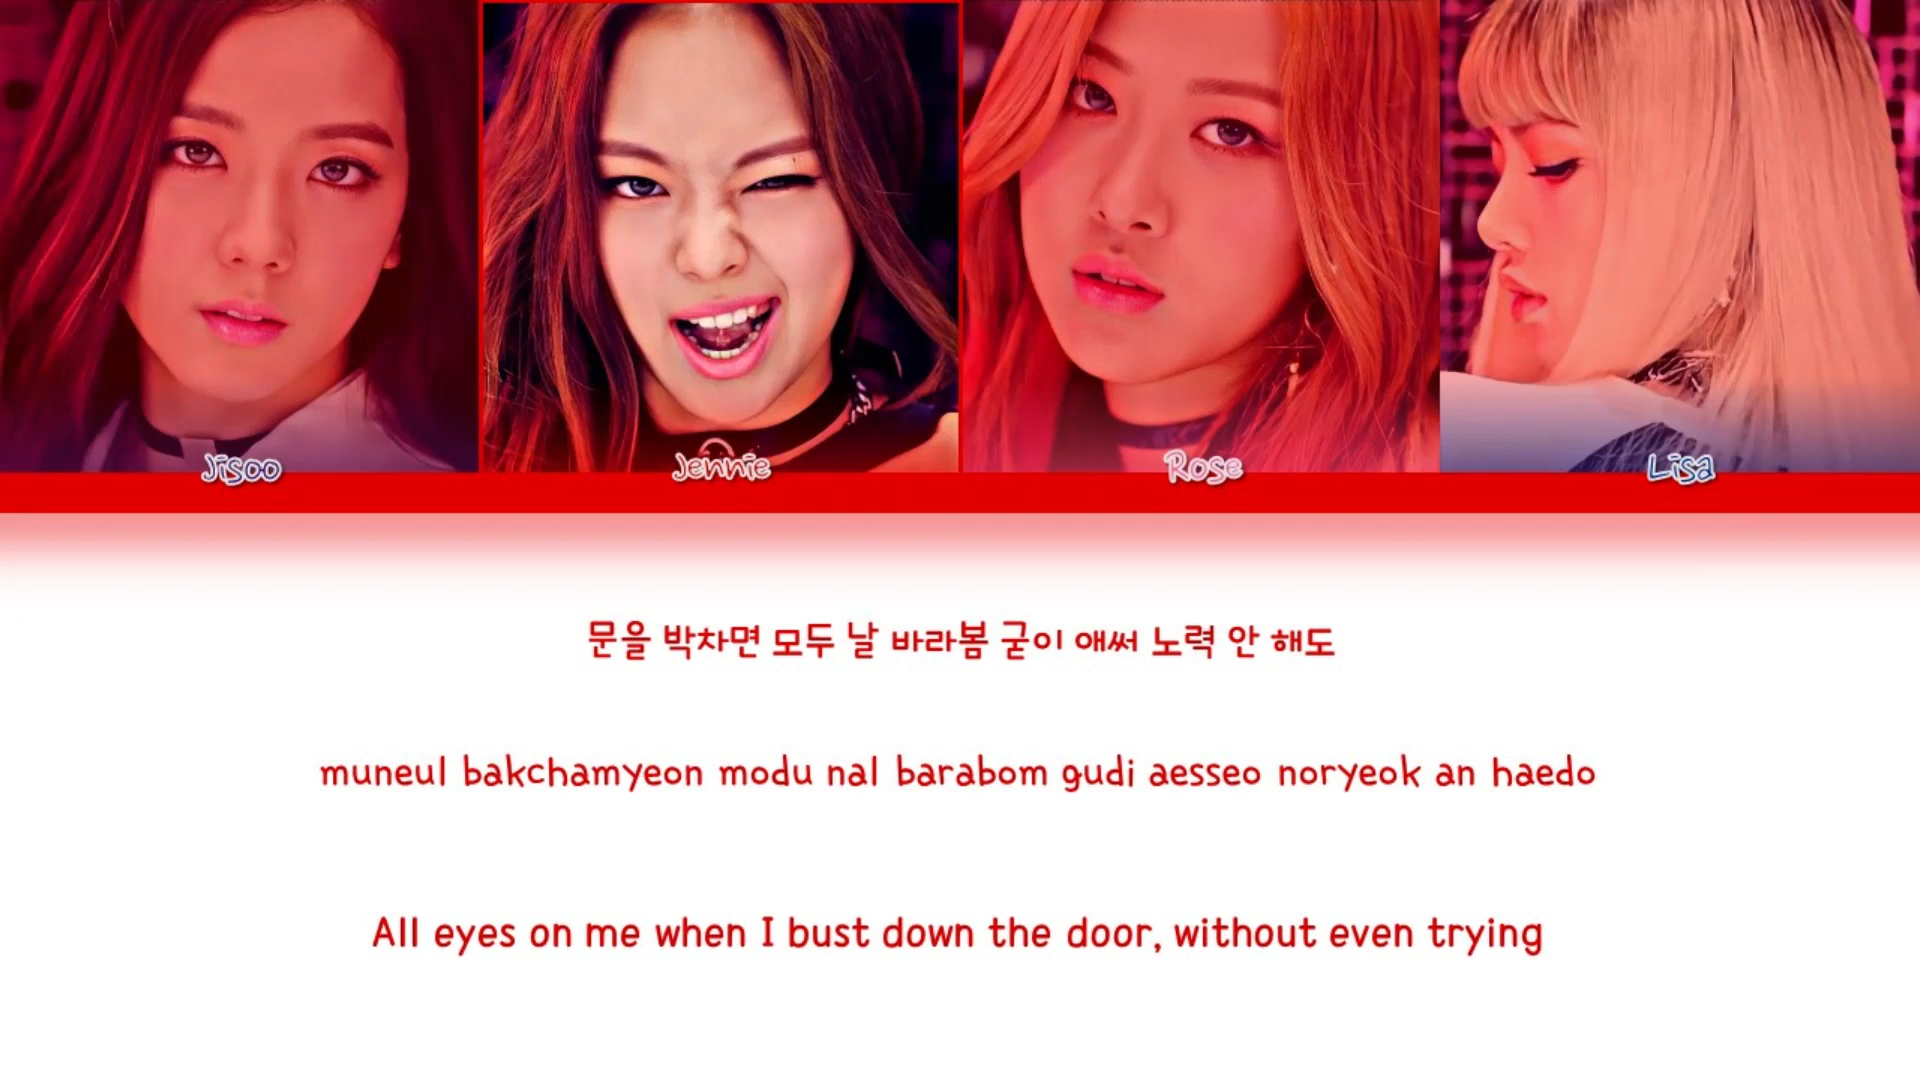 Jisoo
Jennie
Rose
Lisa
문을 박차면 모두 날 바라봄 굳이 애써 노력 안 해도
muneul bakchamyeon modu nal barabom gudi aesseo noryeok an haedo
All eyes on me when I bust down the door, without even trying